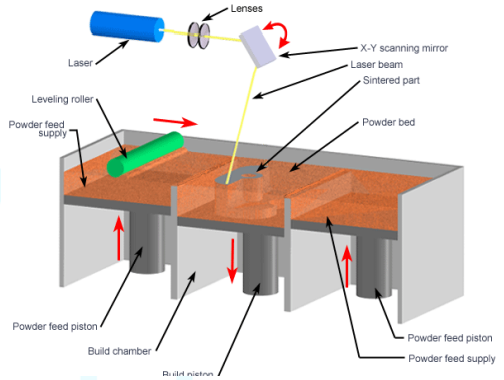 Lenses
Laser
X-Y scanning mirror
Laser beam
Sintered part
Leveling roller
Powder feed
supply
Powder bed
Powder feed piston
Build chamber
Build piston
Powder feed piston
Powder feed supply